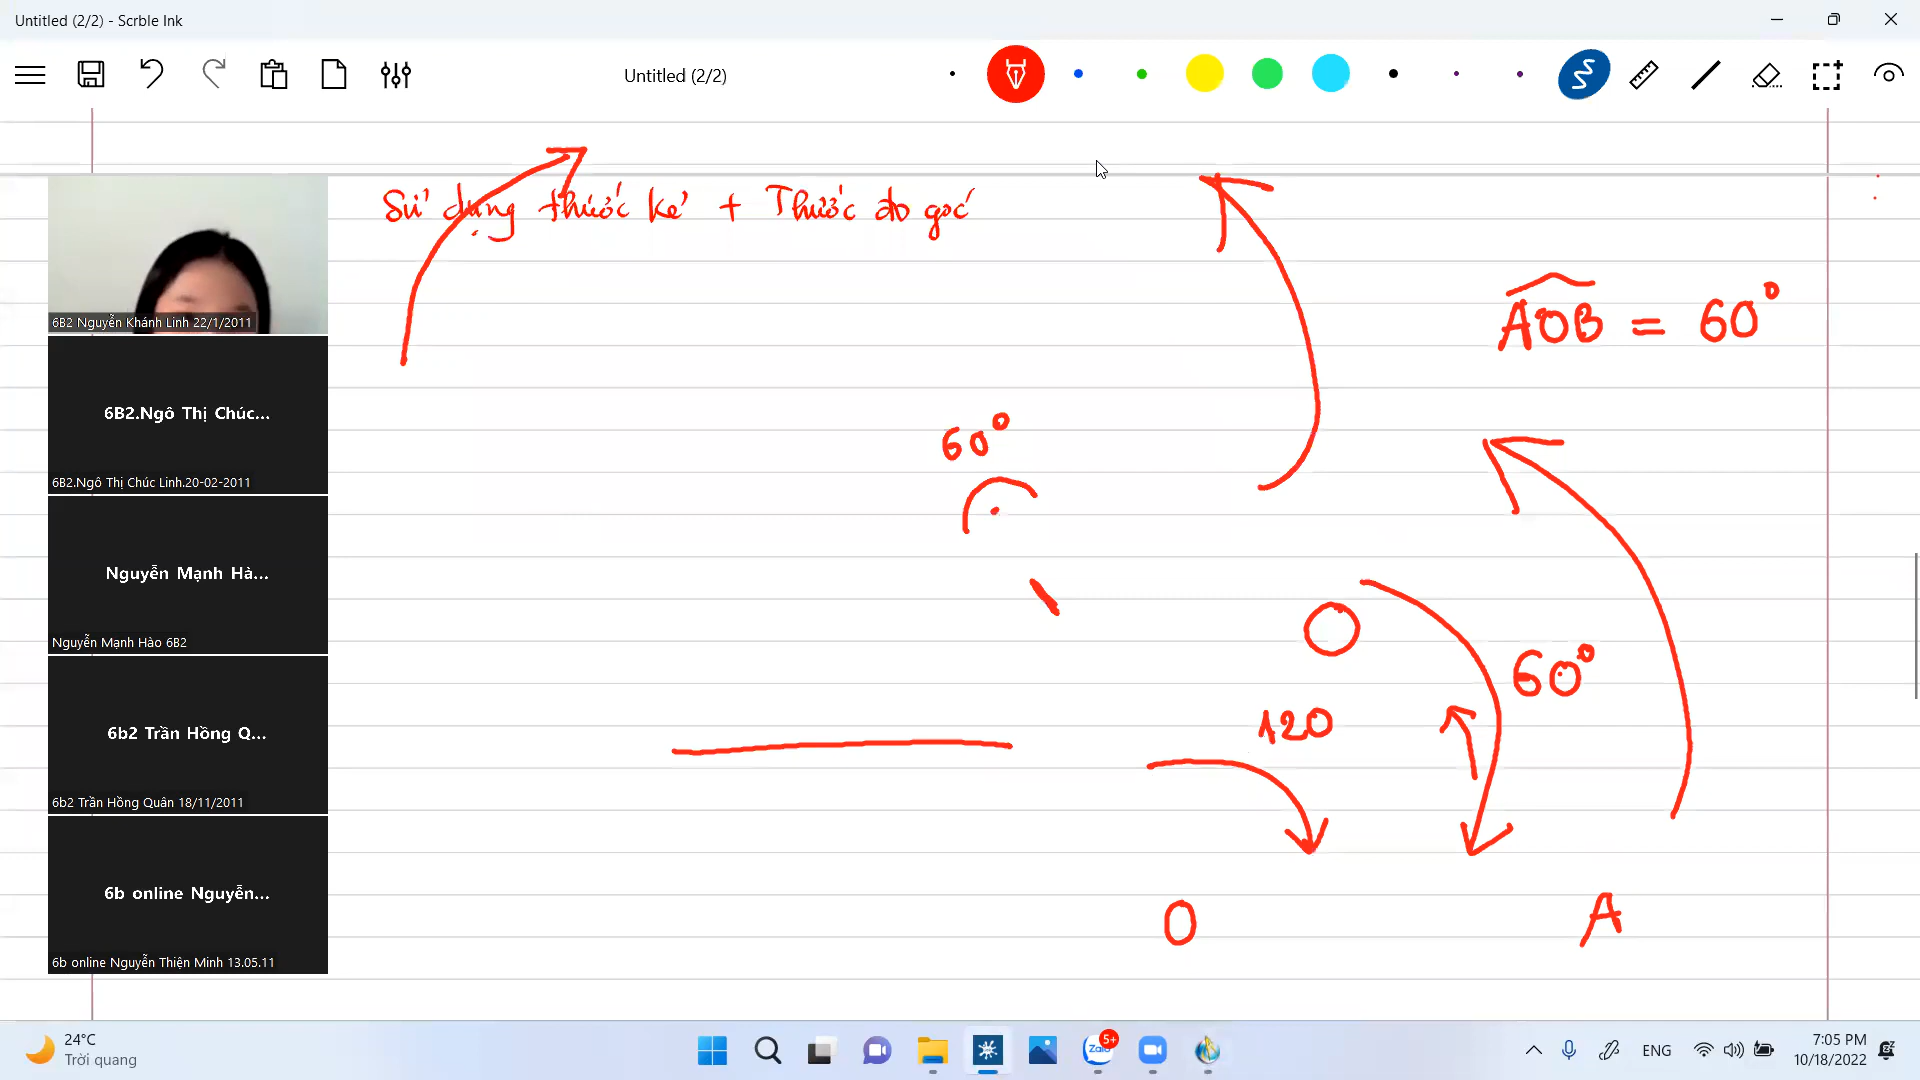 Untitled (2/2) - Scrble Ink
Untitled (2/2)
Sử dụng thước kẻ + Thước đo góc
AOB = 60°
60°
60°
120
O
A
6B2 Nguyễn Khánh Linh 22/1/2011
6B2.Ngô Thị Chúc...
6B2.Ngô Thị Chúc Linh.20-02-2011
Nguyễn Mạnh Hà...
Nguyễn Mạnh Hào 6B2
6b2 Trần Hồng Q...
6b2 Trần Hồng Quân 18/11/2011
6b online Nguyễn...
6b online Nguyễn Thiện Minh 13.05.11
24°C
Trời quang
Zalo
5+
ENG
7:05 PM
10/18/2022